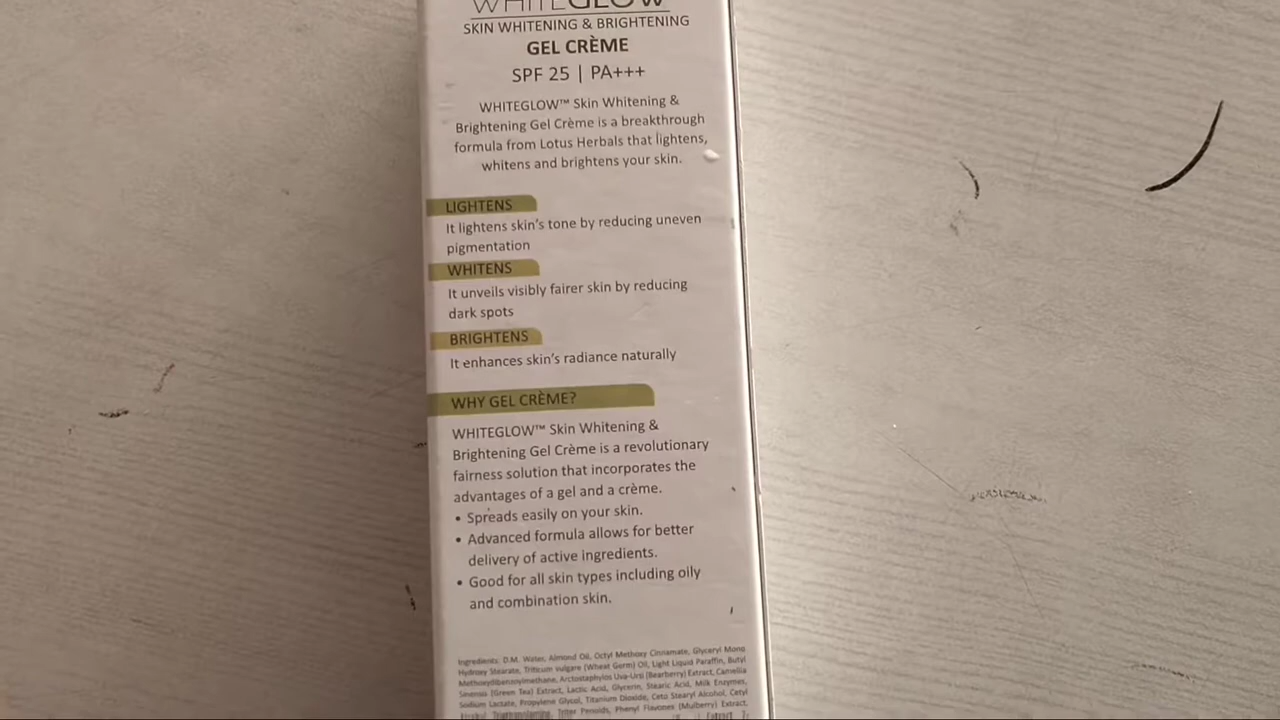 WHITEGLOW
SKIN WHITENING & BRIGHTENING
GEL CRÈME
SPF 25 | PA+++
WHITEGLOW™ Skin Whitening &
Brightening Gel Crème is a breakthrough
formula from Lotus Herbals that lightens,
whitens and brightens your skin.
LIGHTENS
It lightens skin's tone by reducing uneven
pigmentation
WHITENS
It unveils visibly fairer skin by reducing
dark spots
BRIGHTENS
It enhances skin's radiance naturally
WHY GEL CRÈME?
WHITEGLOW™ Skin Whitening &
Brightening Gel Crème is a revolutionary
fairness solution that incorporates the
advantages of a gel and a crème.
• Spreads easily on your skin.
• Advanced formula allows for better
delivery of active ingredients.
• Good for all skin types including oily
and combination skin.
Ingredients: D.M. Water, Almond Oil, Octyl Methoxy Cinnamate, Glyceryl Mono
Hydroxy Stearate, Triticum vulgare (Wheat Germ) Oil, Light Liquid Paraffin, Butyl
Methoxydibenzoylmethane, Arctostaphylos Uva-Ursi (Bearberry) Extract, Camellia
Sinensis (Green Tea) Extract, Lactic Acid, Glycerin, Stearic Acid, Milk Enzymes,
Sodium Lactate, Propylene Glycol, Titanium Dioxide, Ceto Stearyl Alcohol, Cetyl
Alcohol, Triethanolamine, Phenyl Flavones (Mulberry) Extract,